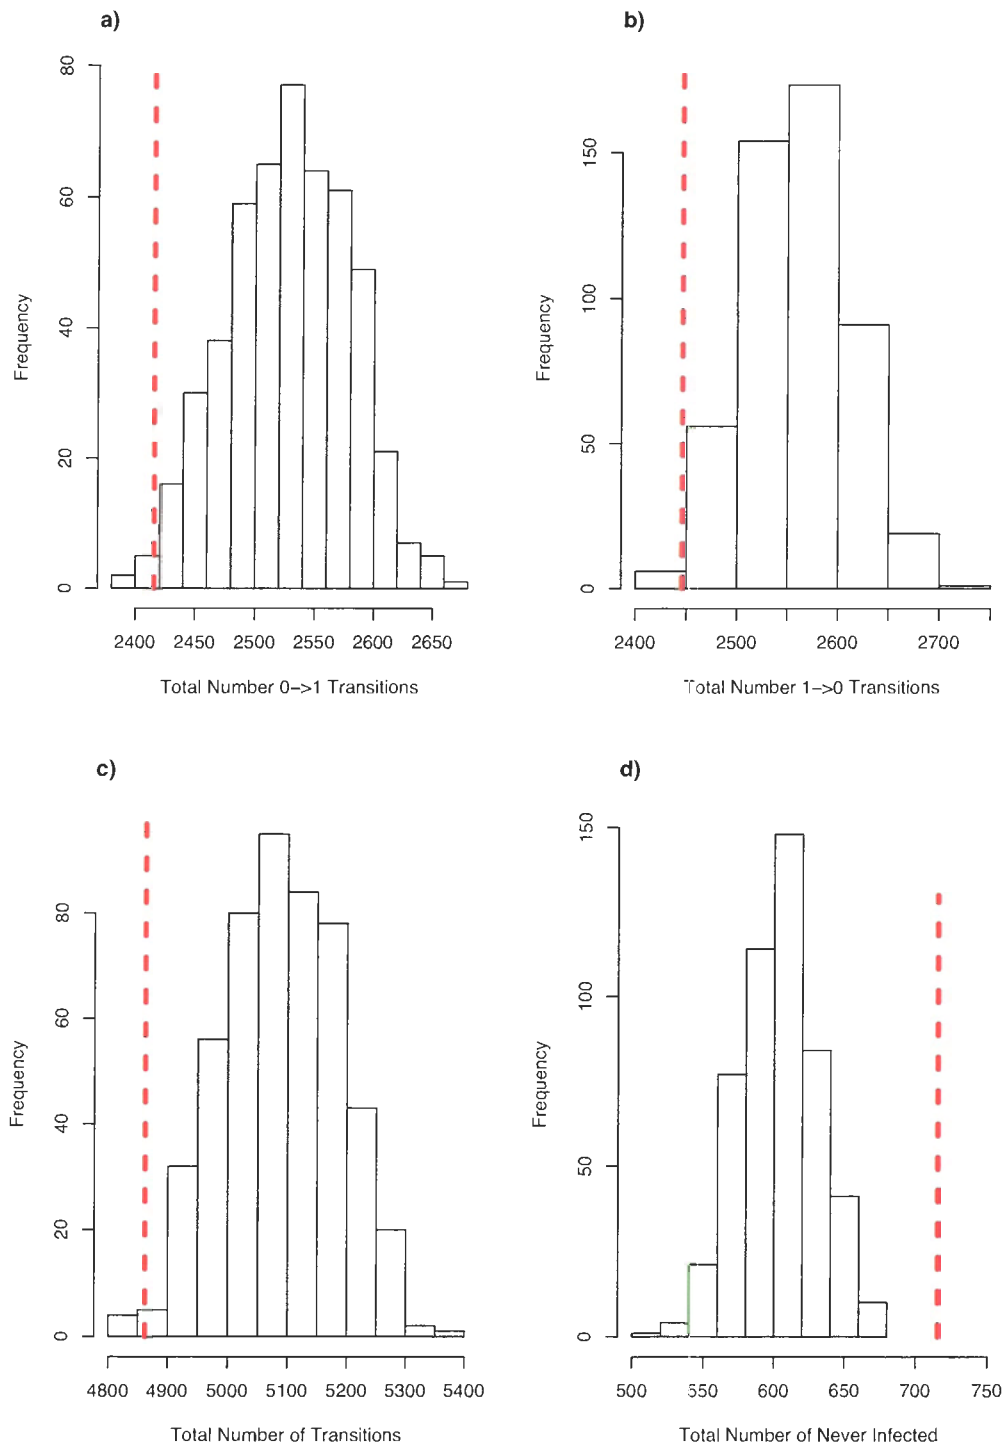 a)
80
60
40
20
0
Frequency
2400 2450 2500 2550 2600 2650
Total Number 0->1 Transitions
b)
150
100
50
0
Frequency
2400 2500 2600 2700
Total Number 1->0 Transitions
c)
80
60
40
20
0
Frequency
4800 4900 5000 5100 5200 5300 5400
Total Number of Transitions
d)
150
100
50
0
Frequency
500 550 600 650 700 750
Total Number of Never Infected